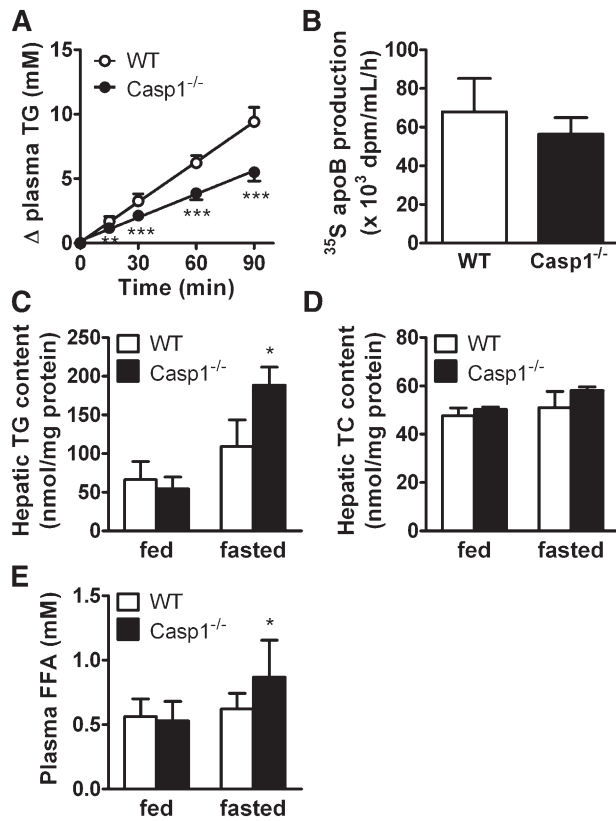 A
Δ plasma TG (mM)
15
10
5
0
WT
Casp1-/-
**
***
***
***
0
30
60
90
Time (min)
B
35S apoB production
(x 10³ dpm/mL/h)
100
80
60
40
20
0
WT
Casp1-/-
C
Hepatic TG content
(nmol/mg protein)
250
200
150
100
50
0
WT
Casp1-/-
*
fed
fasted
D
Hepatic TC content
(nmol/mg protein)
80
60
40
20
0
WT
Casp1-/-
fed
fasted
E
Plasma FFA (mM)
1.5
1.0
0.5
0.0
WT
Casp1-/-
*
fed
fasted